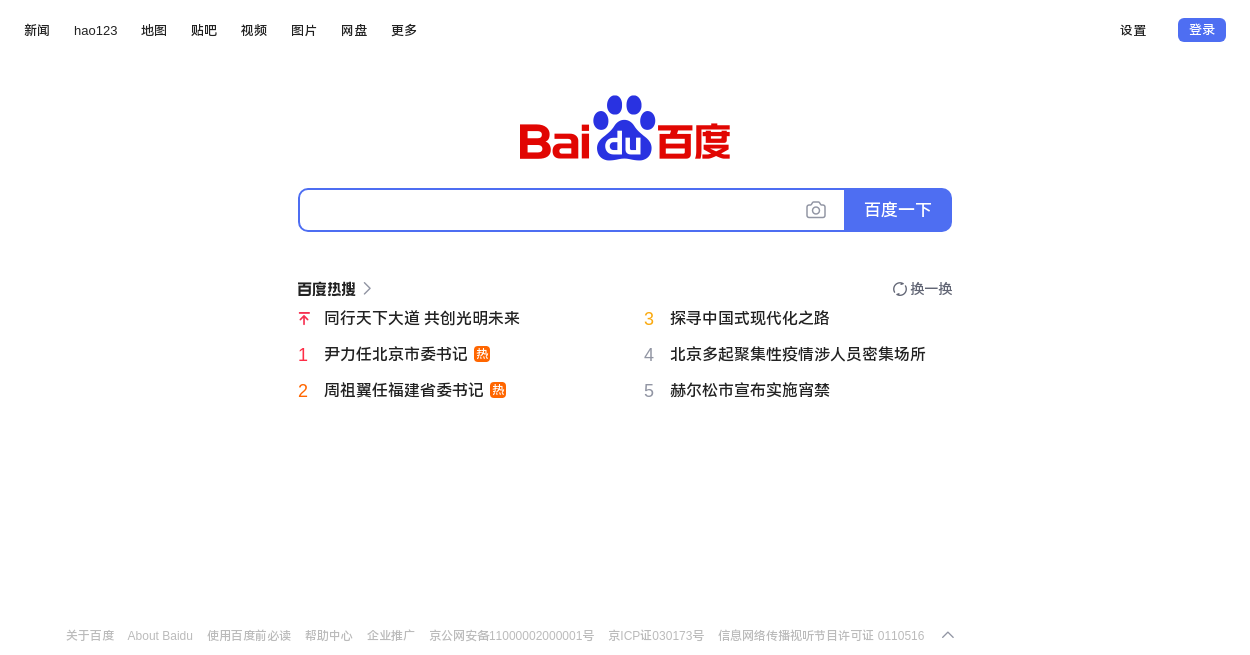 新闻 hao123 地图 贴吧 视频 图片 网盘 更多 设置 登录
Bai du 百度
百度一下
百度热搜 换一换
同行天下大道 共创光明未来
1 尹力任北京市委书记 热
2 周祖翼任福建省委书记 热
3 探寻中国式现代化之路
4 北京多起聚集性疫情涉人员密集场所
5 赫尔松市宣布实施宵禁
关于百度 About Baidu 使用百度前必读 帮助中心 企业推广 京公网安备11000002000001号 京ICP证030173号 信息网络传播视听节目许可证 0110516